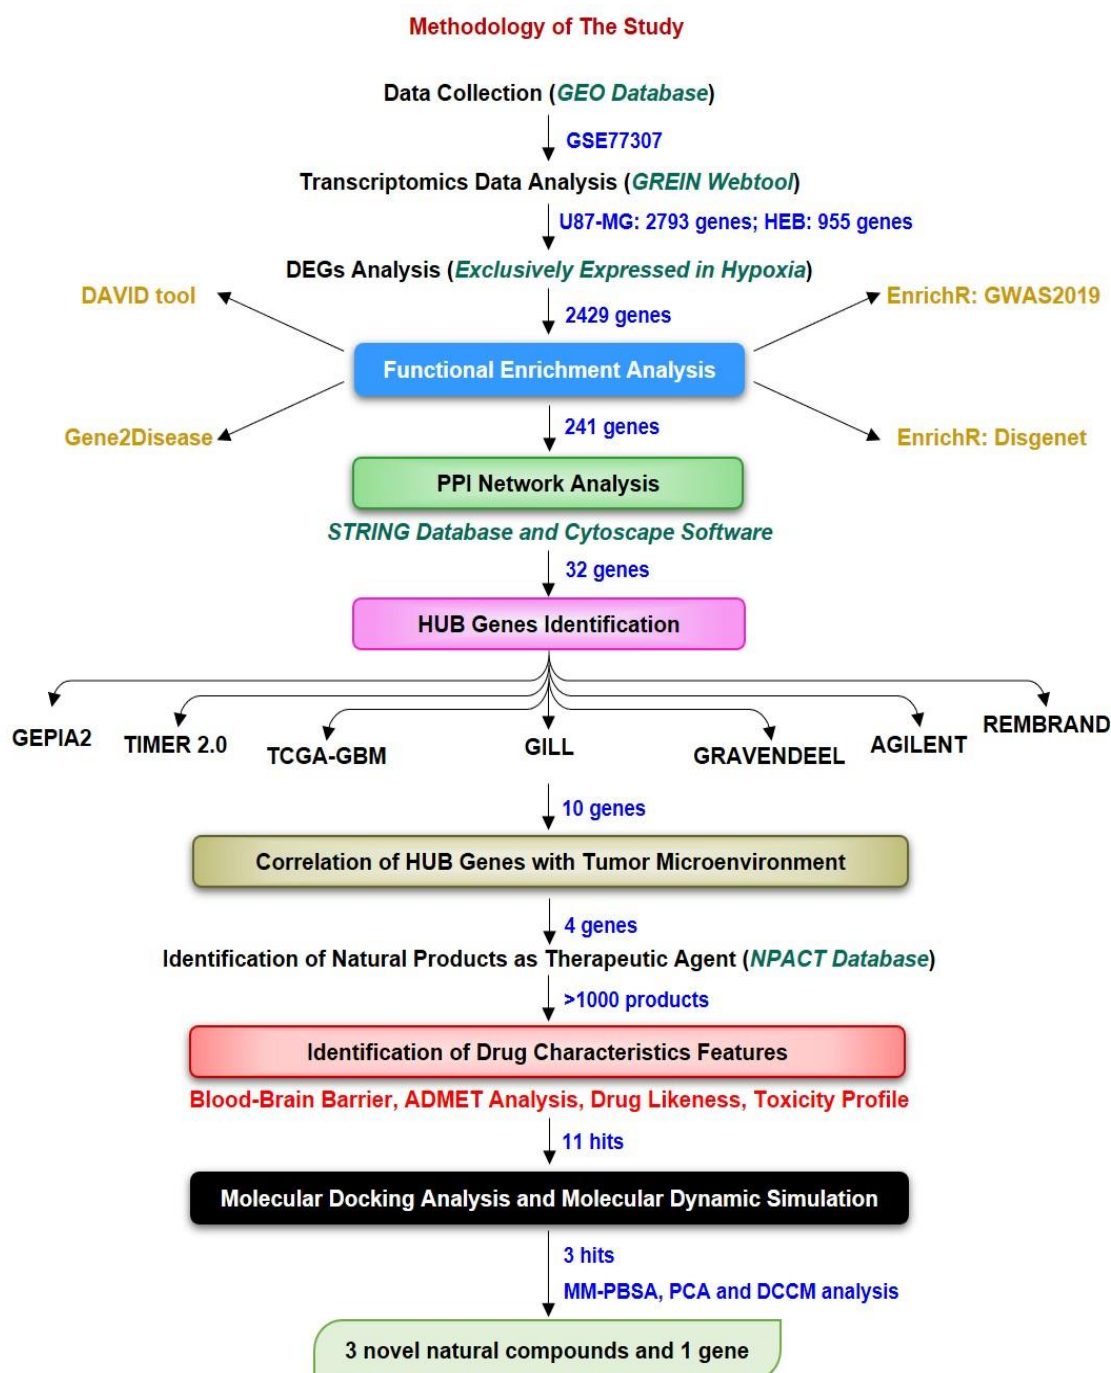 Methodology of The Study
Data Collection (GEO Database)
GSE77307
Transcriptomics Data Analysis (GREIN Webtool)
U87-MG: 2793 genes; HEB: 955 genes
DEGs Analysis (Exclusively Expressed in Hypoxia)
DAVID tool
EnrichR: GWAS2019
2429 genes
Functional Enrichment Analysis
Gene2Disease
241 genes
EnrichR: Disgenet
PPI Network Analysis
STRING Database and Cytoscape Software
32 genes
HUB Genes Identification
GEPIA2
TIMER 2.0
TCGA-GBM
GILL
GRAVENDEEL
AGILENT
REMBRAND
10 genes
Correlation of HUB Genes with Tumor Microenvironment
4 genes
Identification of Natural Products as Therapeutic Agent (NPACT Database)
>1000 products
Identification of Drug Characteristics Features
Blood-Brain Barrier, ADMET Analysis, Drug Likeness, Toxicity Profile
11 hits
Molecular Docking Analysis and Molecular Dynamic Simulation
3 hits
MM-PBSA, PCA and DCCM analysis
3 novel natural compounds and 1 gene